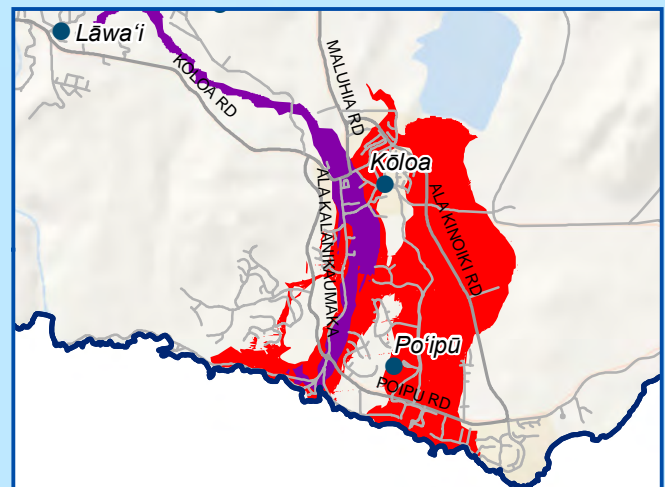 Lāwaʻi
KOLOA RD
MALUHIA RD
Kōloa
ALA KALANIKAUMAKA
ALA KINOIKI RD
Poʻipū
POIPU RD